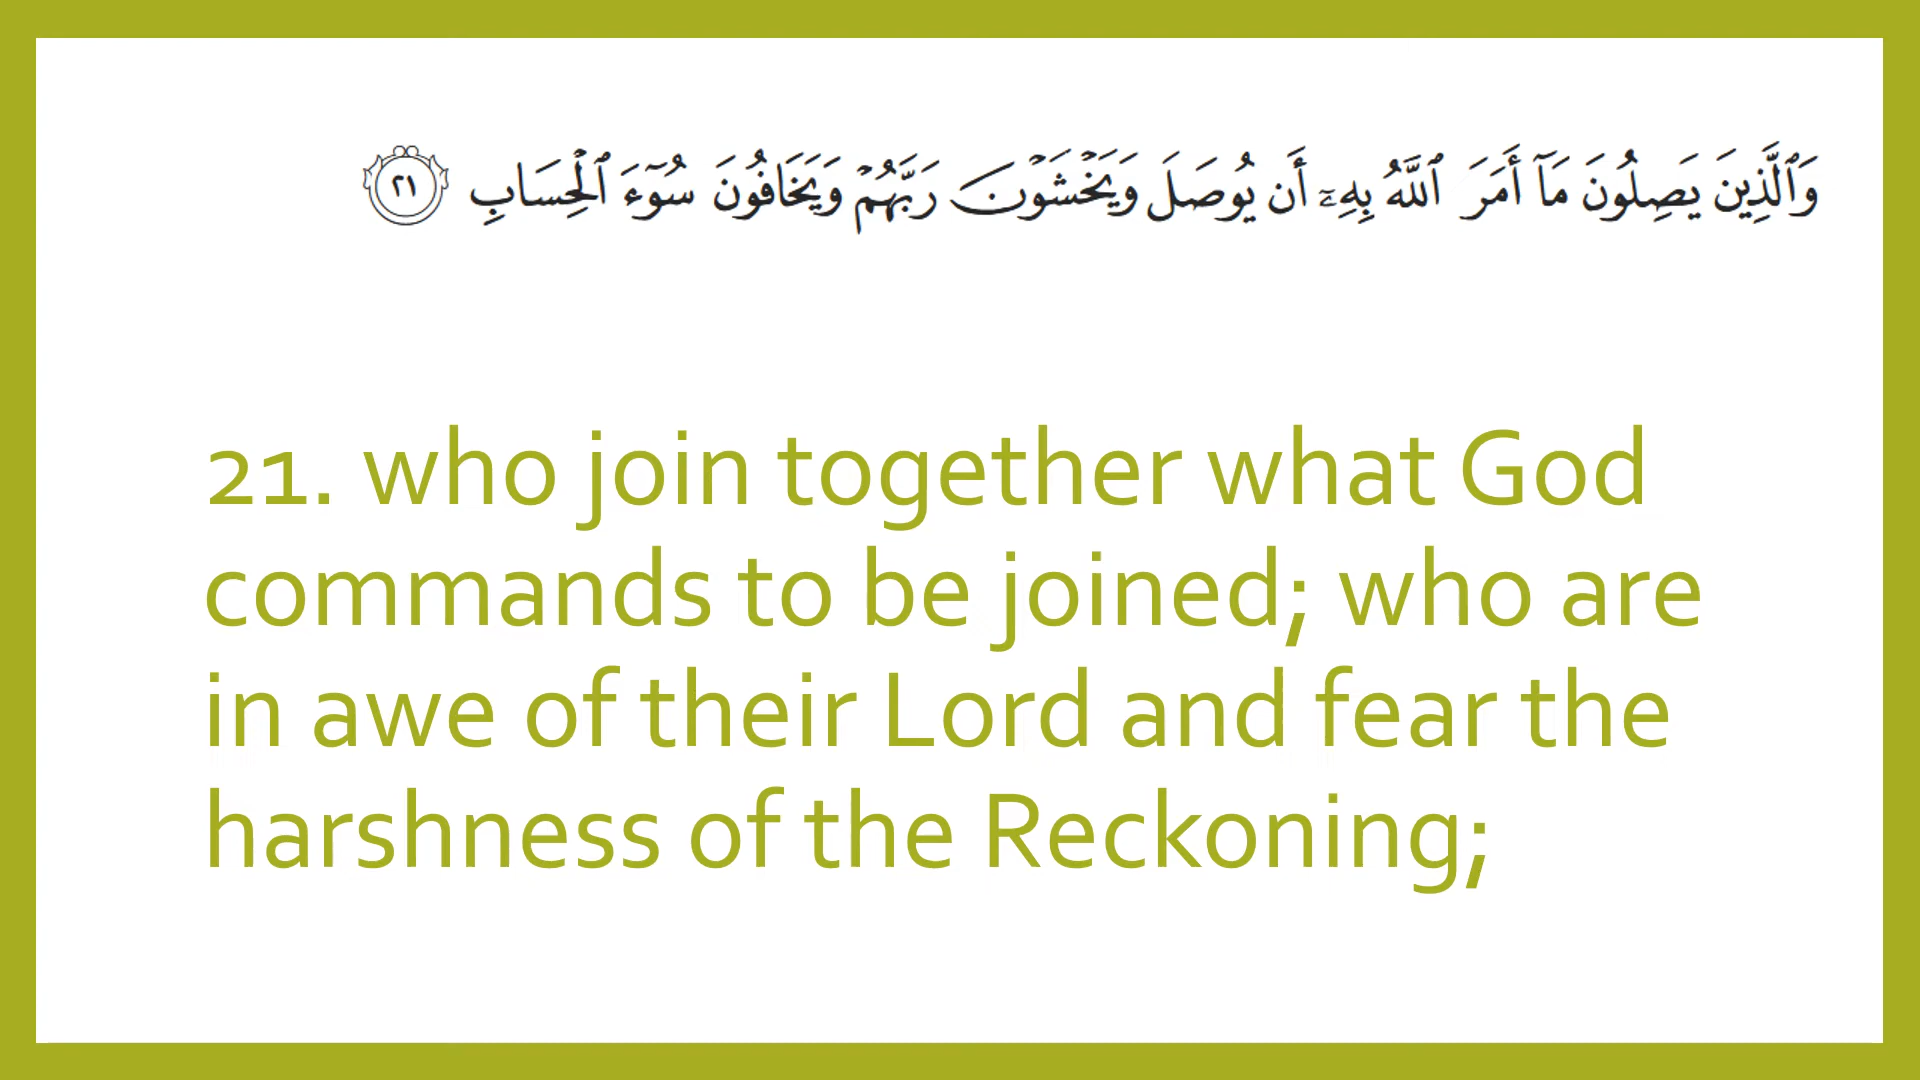 وَٱلَّذِينَ يَصِلُونَ مَآ أَمَرَ ٱللَّهُ بِهِۦٓ أَن يُوصَلَ وَيَخْشَوْنَ رَبَّهُمْ وَيَخَافُونَ سُوٓءَ ٱلْحِسَابِ ٢١
21. who join together what God
commands to be joined; who are
in awe of their Lord and fear the
harshness of the Reckoning;